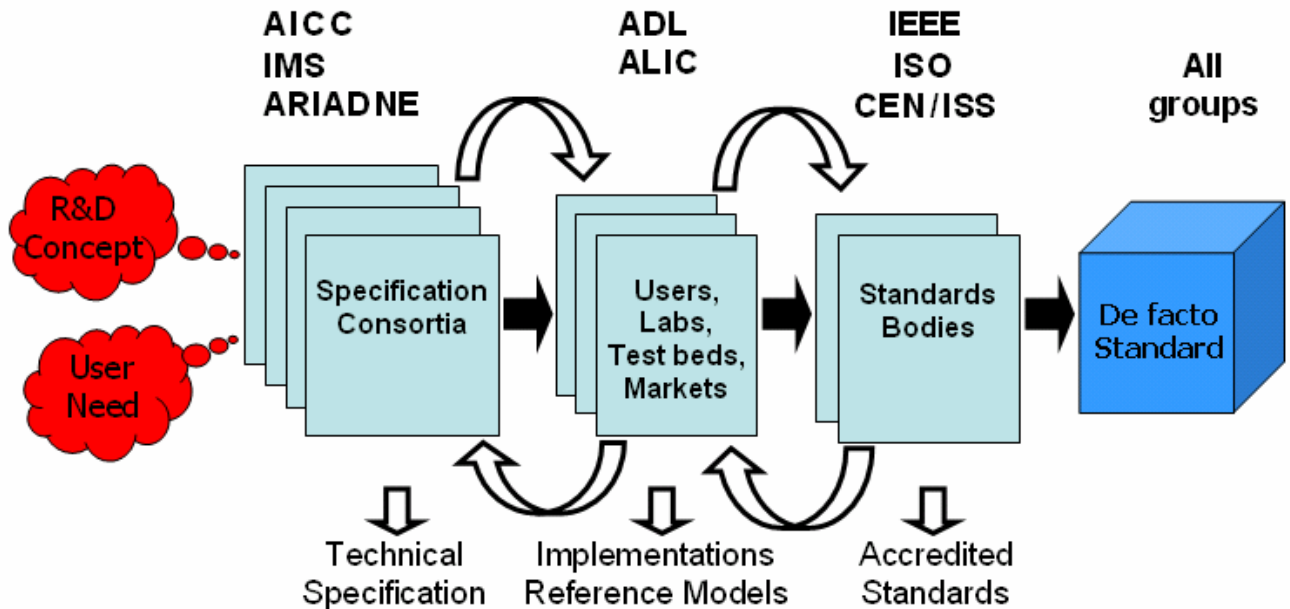 AICC
IMS
ARIADNE
ADL
ALIC
IEEE
ISO
CEN/ISS
All
groups
R&D
Concept
User
Need
Specification
Consortia
Users,
Labs,
Test beds,
Markets
Standards
Bodies
De facto
Standard
Technical
Specification
Implementations
Reference Models
Accredited
Standards